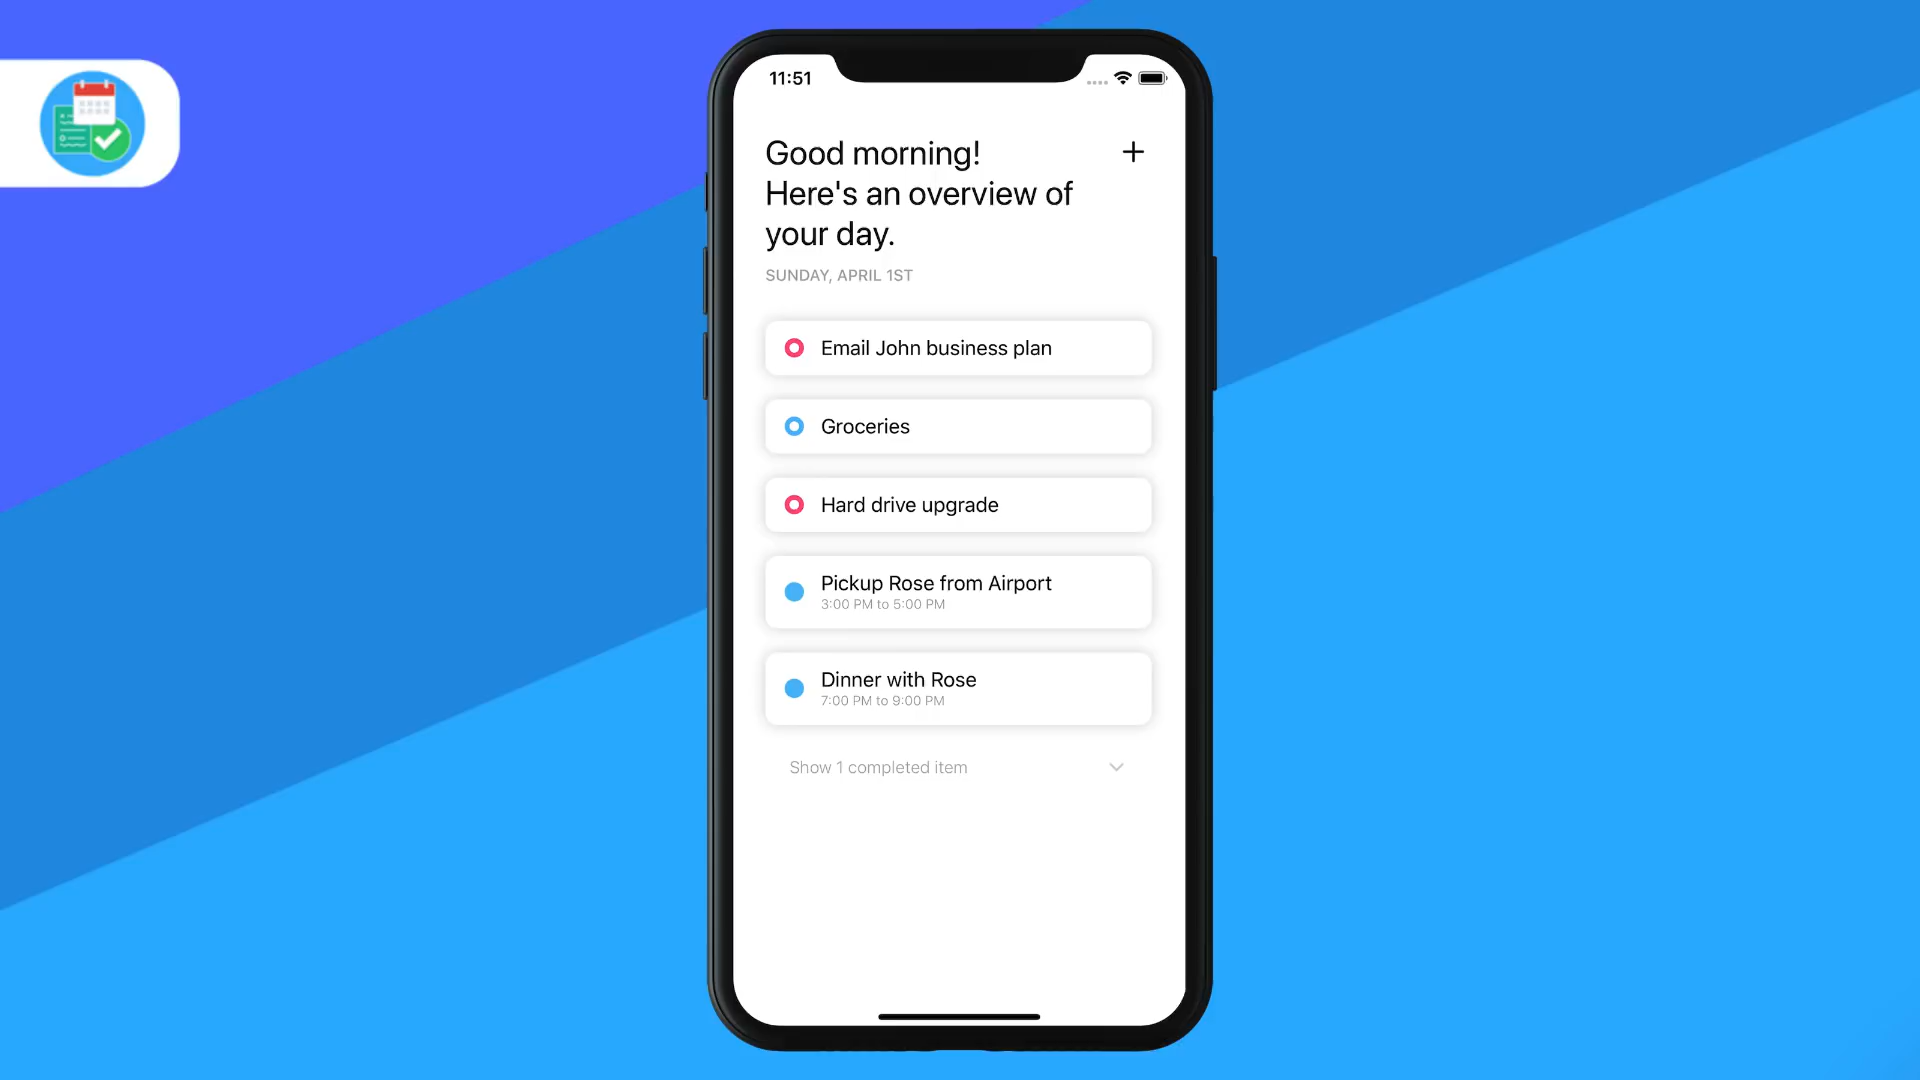 11:51
Good morning!
Here's an overview of
your day.
SUNDAY, APRIL 1ST
Email John business plan
Groceries
Hard drive upgrade
Pickup Rose from Airport
3:00 PM to 5:00 PM
Dinner with Rose
7:00 PM to 9:00 PM
Show 1 completed item